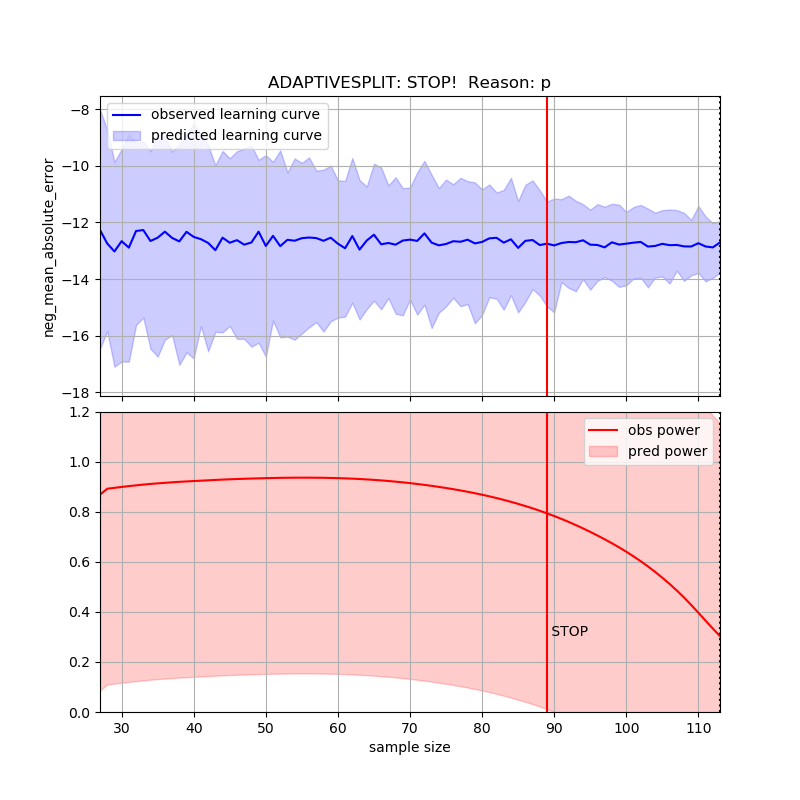 ADAPTIVESPLIT: STOP!  Reason: p
observed learning curve
predicted learning curve
neg_mean_absolute_error
−8
−10
−12
−14
−16
−18
obs power
pred power
STOP
1.2
1.0
0.8
0.6
0.4
0.2
0.0
30 40 50 60 70 80 90 100 110
sample size